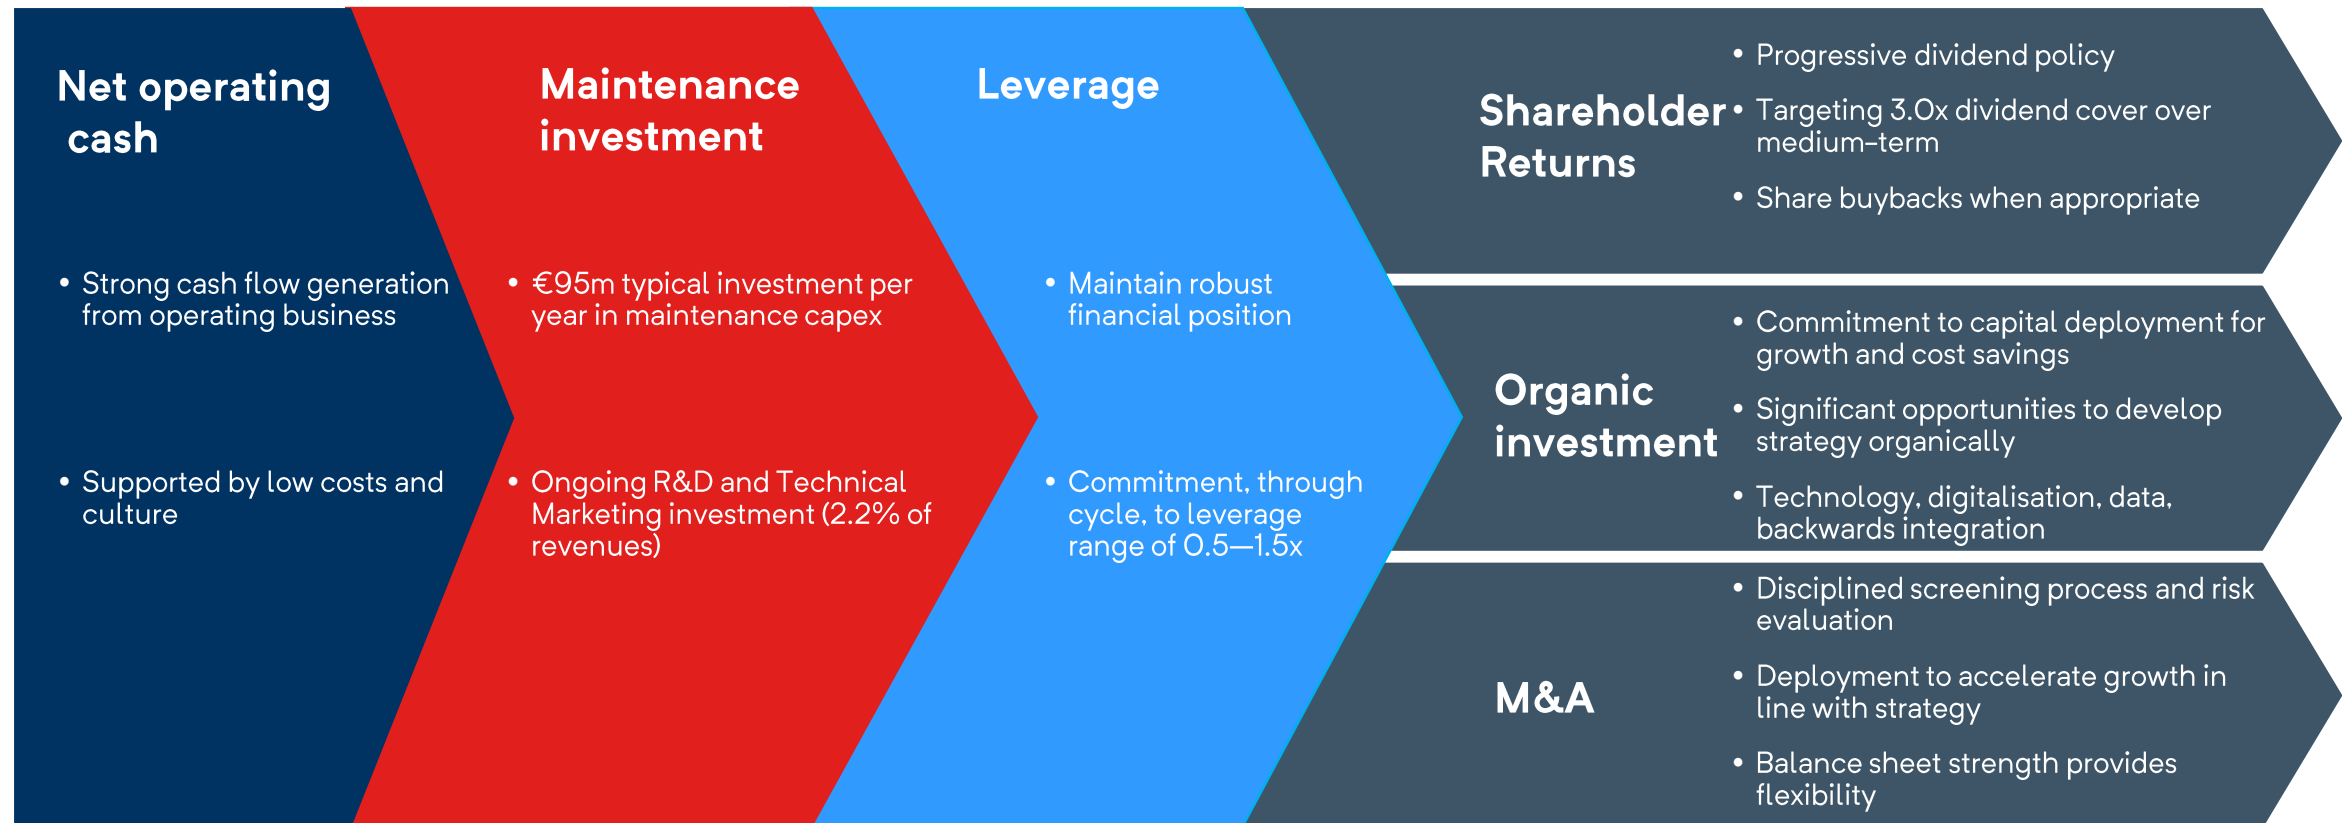 Net operating
cash
• Strong cash flow generation
from operating business
• Supported by low costs and
culture
Maintenance
investment
• €95m typical investment per
year in maintenance capex
• Ongoing R&D and Technical
Marketing investment (2.2% of
revenues)
Leverage
• Maintain robust
financial position
• Commitment, through
cycle, to leverage
range of 0.5—1.5x
Shareholder
Returns
• Progressive dividend policy
• Targeting 3.0x dividend cover over
medium-term
• Share buybacks when appropriate
Organic
investment
• Commitment to capital deployment for
growth and cost savings
• Significant opportunities to develop
strategy organically
• Technology, digitalisation, data,
backwards integration
M&A
• Disciplined screening process and risk
evaluation
• Deployment to accelerate growth in
line with strategy
• Balance sheet strength provides
flexibility